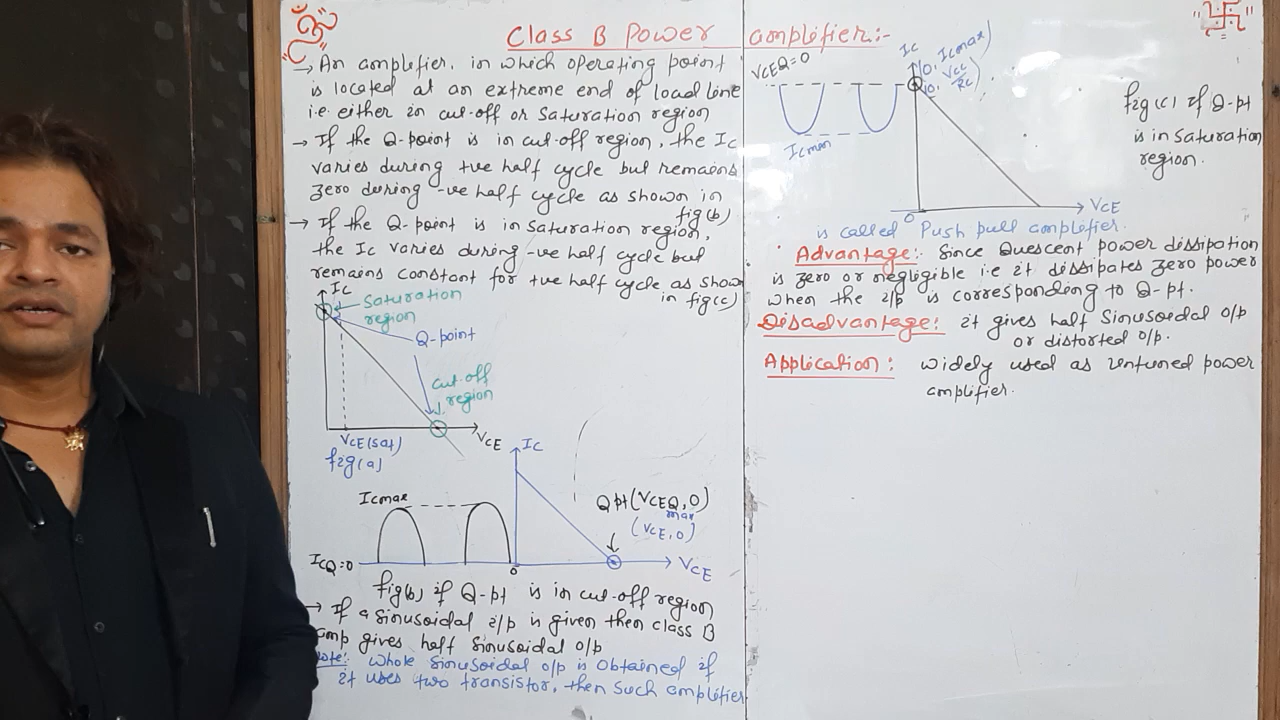 Class B Power amplifier:-
→ An amplifier, in which operating point
is located at an extreme end of load line
i.e. either in cut-off or saturation region
→ If the Q-point is in cut-off region, the Ic
varies during +ve half cycle but remains
zero during -ve half cycle as shown in
fig(b)
→ If the Q-point is in saturation region,
the Ic varies during -ve half cycle but
remains constant for +ve half cycle as shown
in fig(c)
Ic
Saturation
region
Q-point
cut-off
region
VCE
VCE(sat)
fig(a)
Ic
Icmax
Q pt (VCEQ, 0)
max
(VCE, 0)
ICQ=0
0
VCE
fig(b) if Q-pt is in cut-off region
→ If a sinusoidal i/p is given then class B
amp gives half sinusoidal o/p
Note: Whole sinusoidal o/p is obtained if
it uses two transistor, then such amplifier
VCEQ=0
Ic
(0, Icmax)
(0, Vcc/Rc)
Icmin
fig(c) if Q-pt
is in saturation
region.
0
VCE
is called Push pull amplifier.
Advantage:- Since Quescent power dissipation
is zero or negligible i.e it dissipates zero power
when the i/p is corresponding to Q-pt.
Disadvantage: it gives half sinusoidal o/p
or distorted o/p.
Application: widely used as untuned power
amplifier.